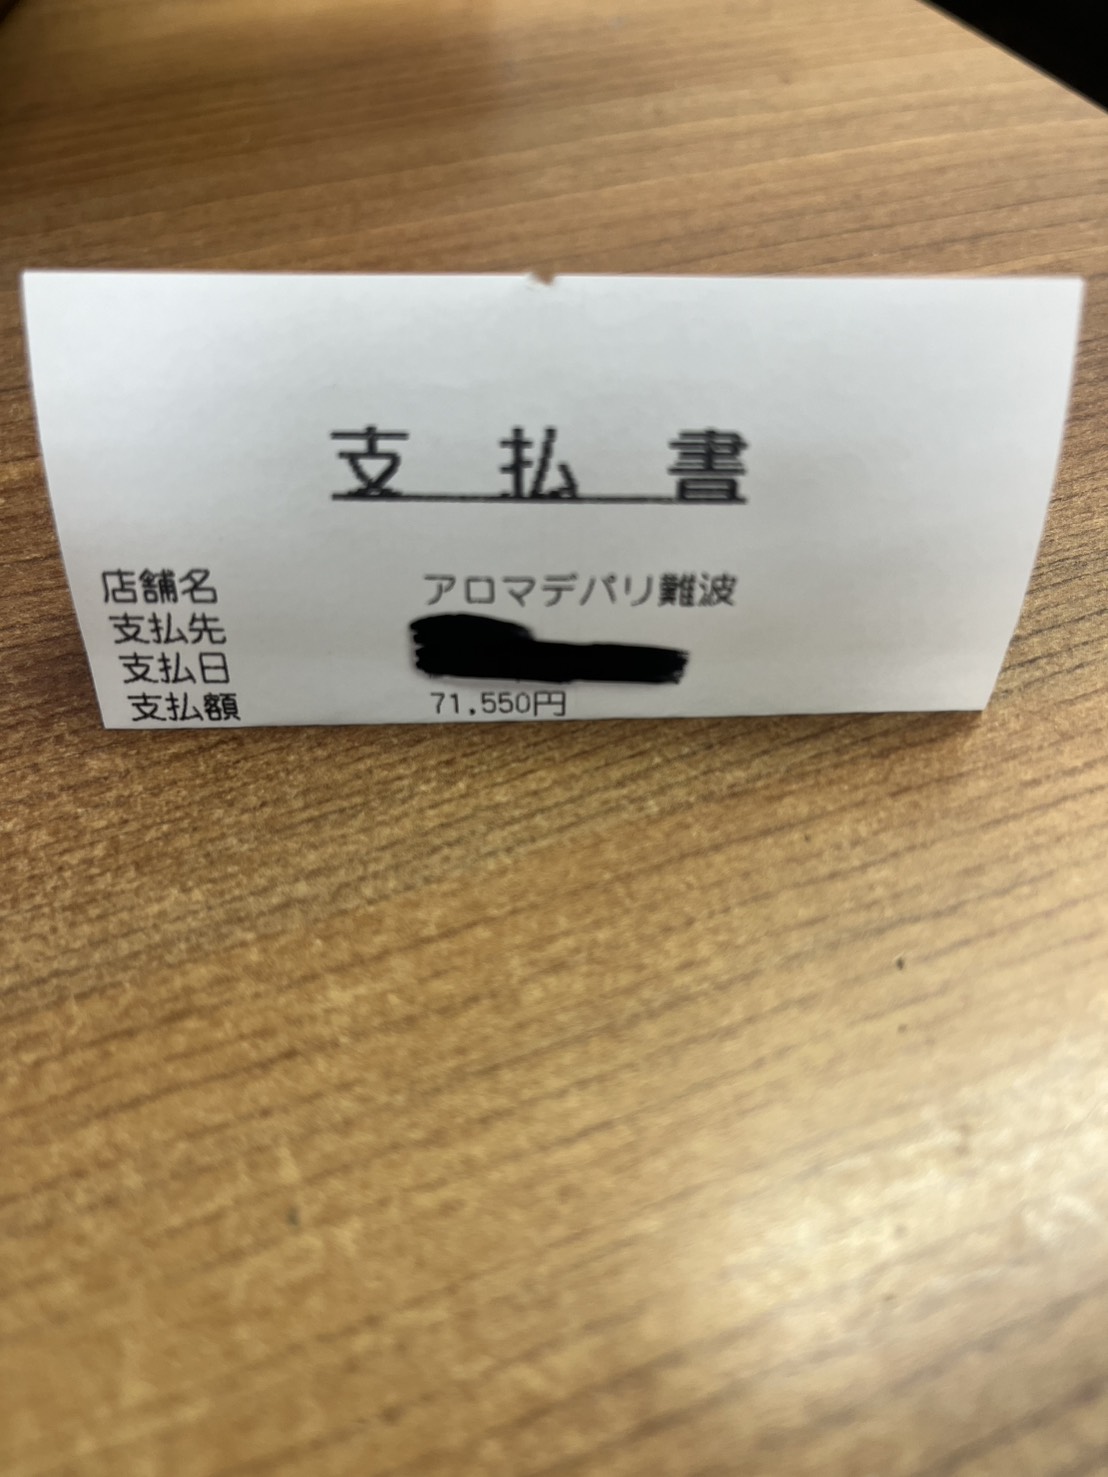 支払書
店舗名 アロマデパリ難波
支払先
支払日
支払額 71,550円